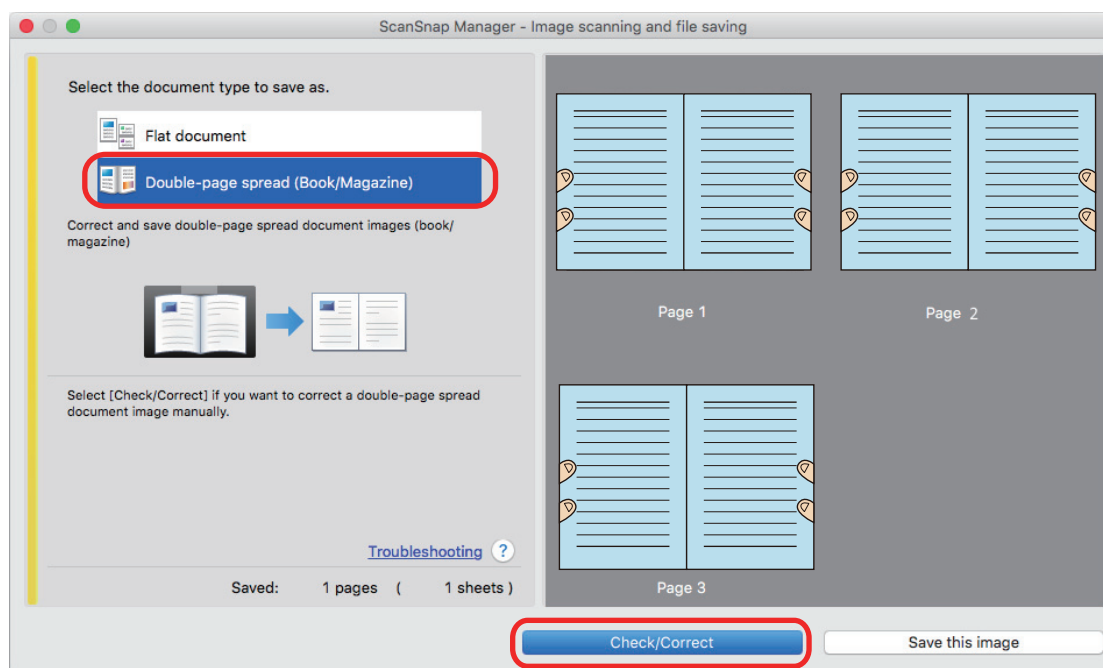 ScanSnap Manager - Image scanning and file saving
Select the document type to save as.
Flat document
Double-page spread (Book/Magazine)
Correct and save double-page spread document images (book/
magazine)
Select [Check/Correct] if you want to correct a double-page spread
document image manually.
Troubleshooting ?
Saved: 1 pages ( 1 sheets )
Page 1
Page 2
Page 3
Check/Correct
Save this image